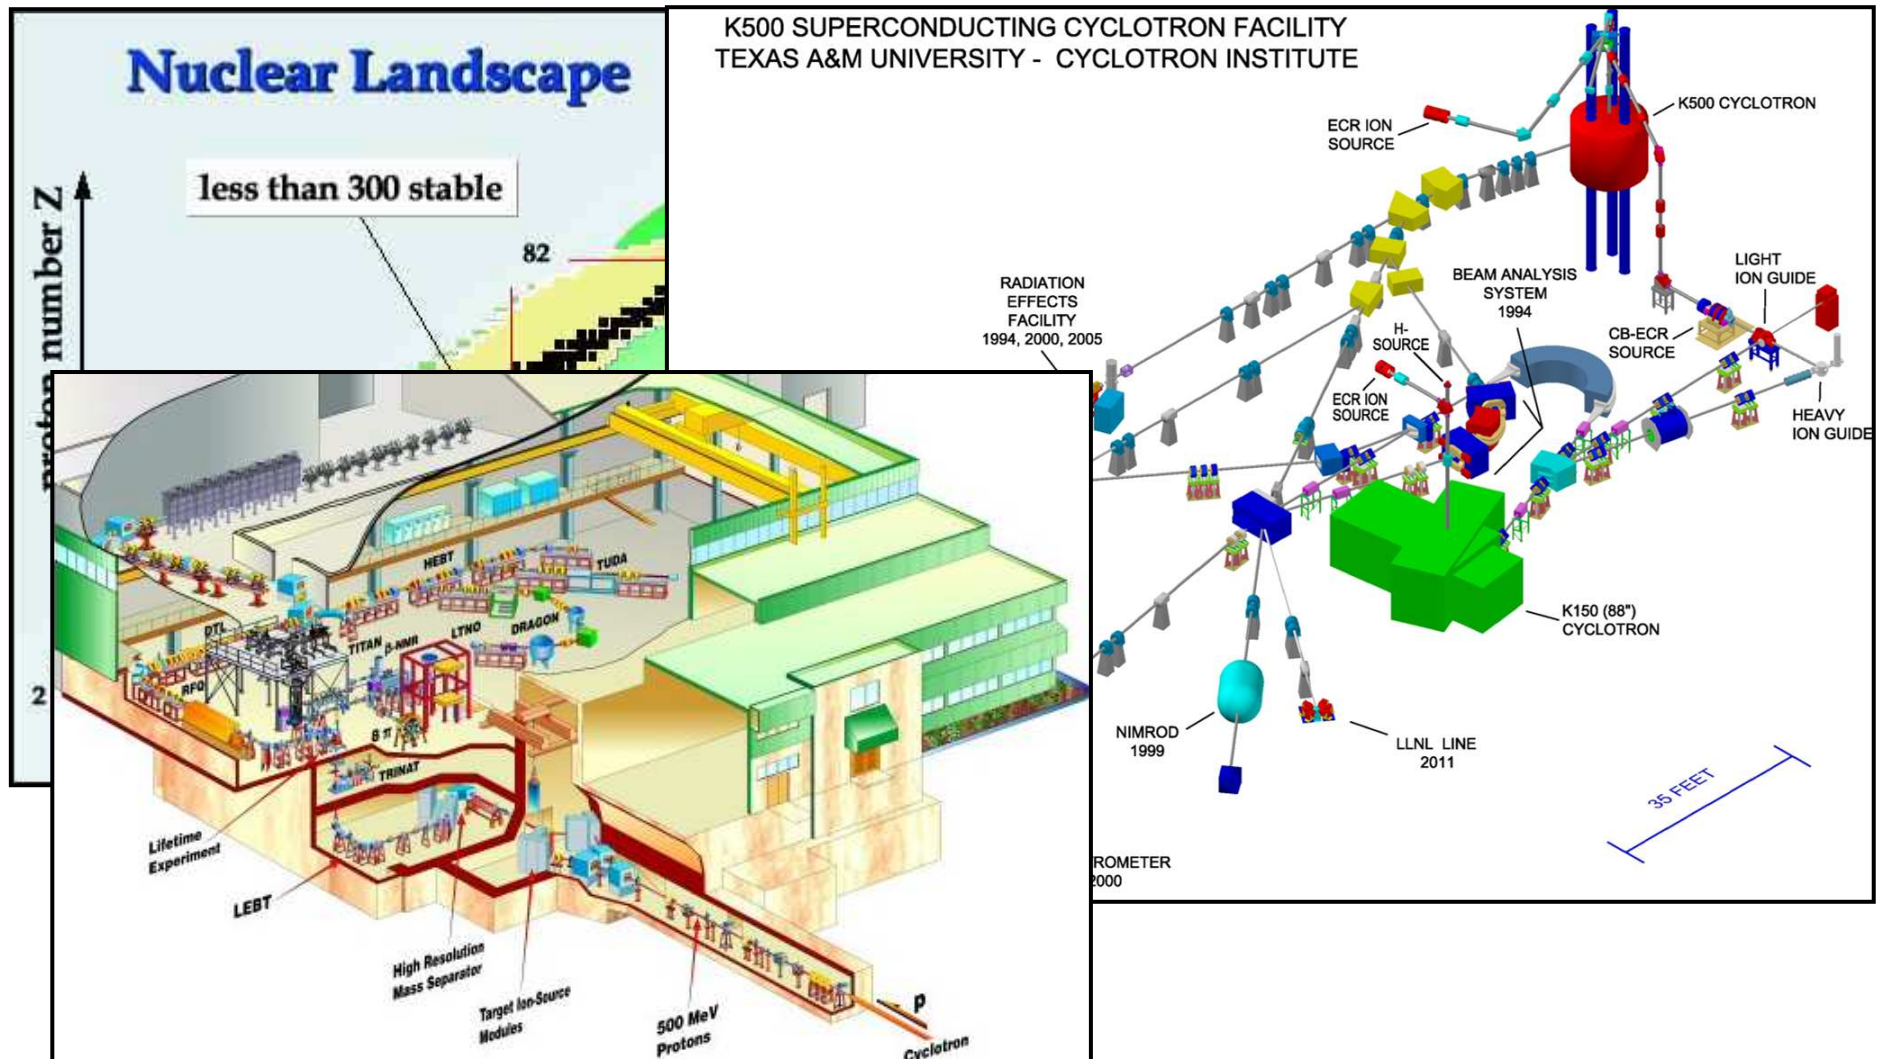 Nuclear Landscape
less than 300 stable
proton number Z
82
2
K500 SUPERCONDUCTING CYCLOTRON FACILITY
TEXAS A&M UNIVERSITY - CYCLOTRON INSTITUTE
K500 CYCLOTRON
ECR ION
SOURCE
RADIATION
EFFECTS
FACILITY
1994, 2000, 2005
BEAM ANALYSIS
SYSTEM
1994
LIGHT
ION GUIDE
H-
SOURCE
CB-ECR
SOURCE
ECR ION
SOURCE
HEAVY
ION GUIDE
K150 (88")
CYCLOTRON
NIMROD
1999
LLNL LINE
2011
35 FEET
ROMETER
2000
HEBT
TUDA
DTL
TITAN
β-NMR
LTNO
DRAGON
RFQ
8 π
TRINAT
Lifetime
Experiment
LEBT
High Resolution
Mass Separator
Target Ion-Source
Modules
500 MeV
Protons
P
Cyclotron